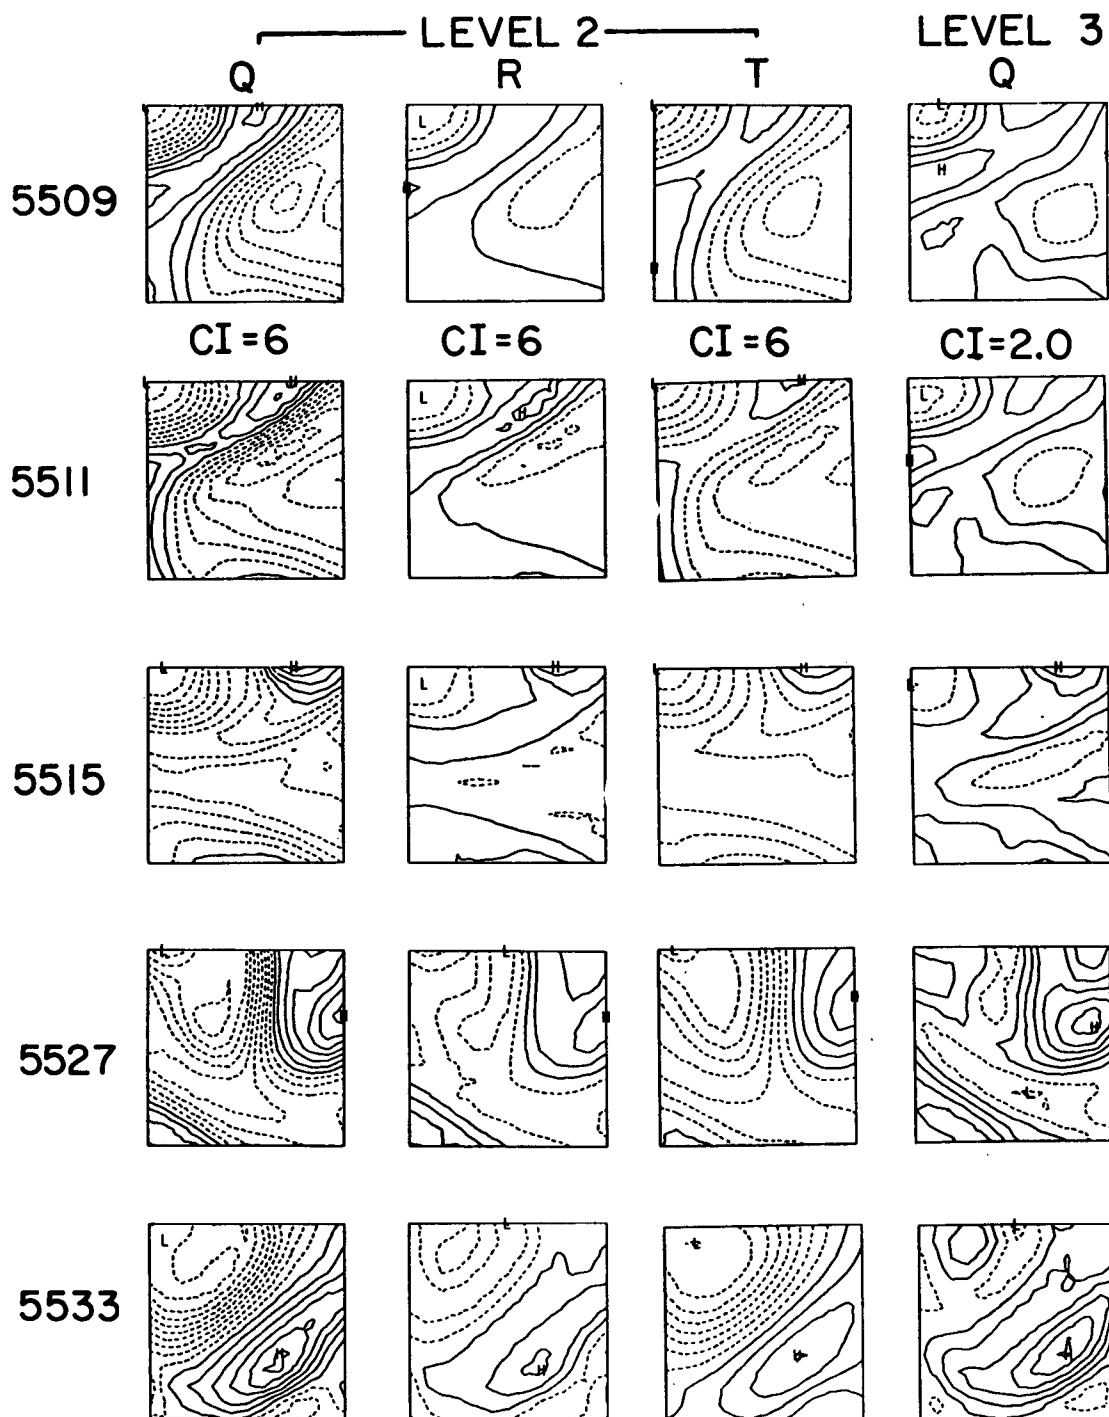 LEVEL 2 LEVEL 3
Q R T Q
5509
L H L L H
CI=6 CI=6 CI=6 CI=2.0
5511
L H L H L H L
5515
L H L H L H L H
5527
L L L H L
5533
L H L H L H L